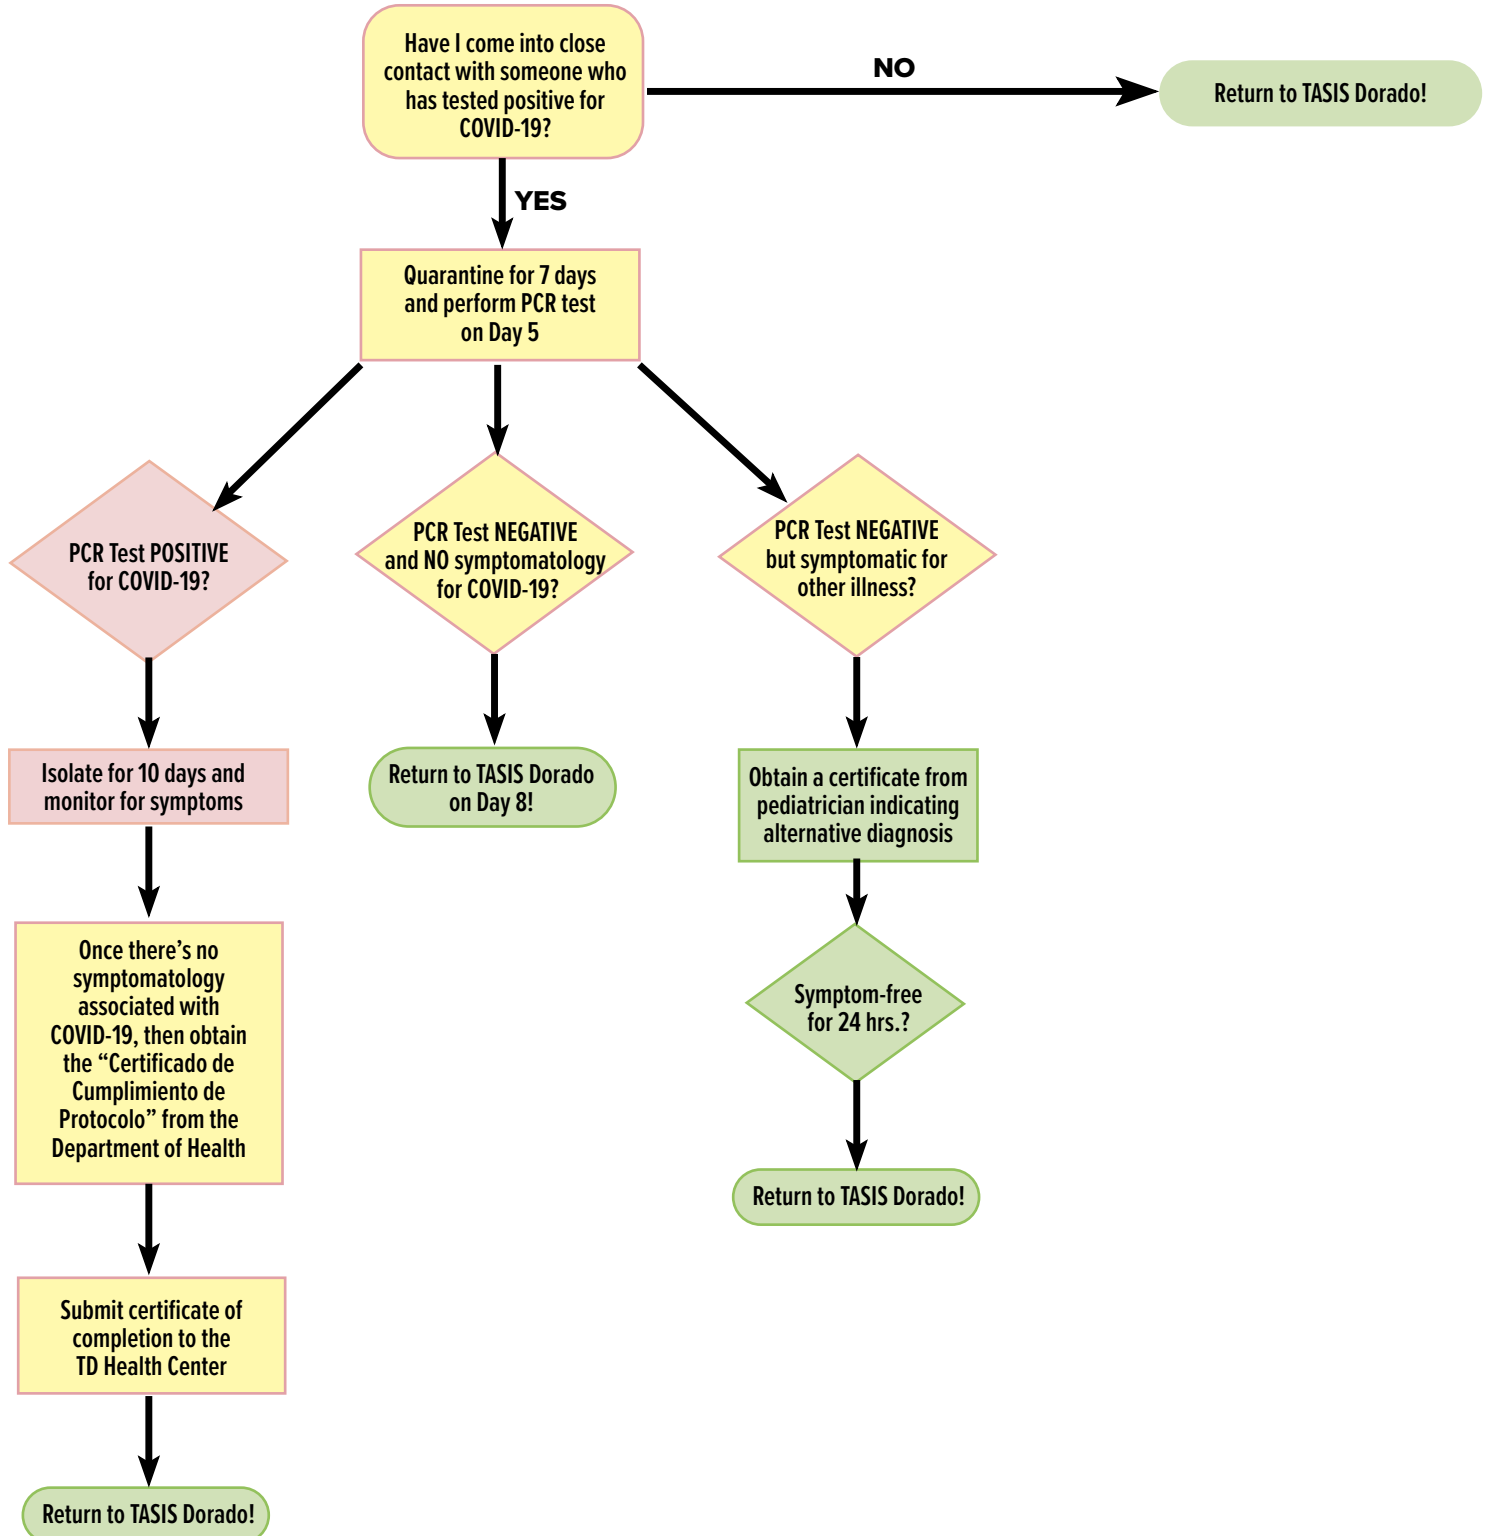 Have I come into close
contact with someone who
has tested positive for
COVID-19?
NO
Return to TASIS Dorado!
YES
Quarantine for 7 days
and perform PCR test
on Day 5
PCR Test POSITIVE
for COVID-19?
PCR Test NEGATIVE
and NO symptomatology
for COVID-19?
PCR Test NEGATIVE
but symptomatic for
other illness?
Isolate for 10 days and
monitor for symptoms
Return to TASIS Dorado
on Day 8!
Obtain a certificate from
pediatrician indicating
alternative diagnosis
Once there’s no
symptomatology
associated with
COVID-19, then obtain
the “Certificado de
Cumplimiento de
Protocolo” from the
Department of Health
Symptom-free
for 24 hrs.?
Return to TASIS Dorado!
Submit certificate of
completion to the
TD Health Center
Return to TASIS Dorado!